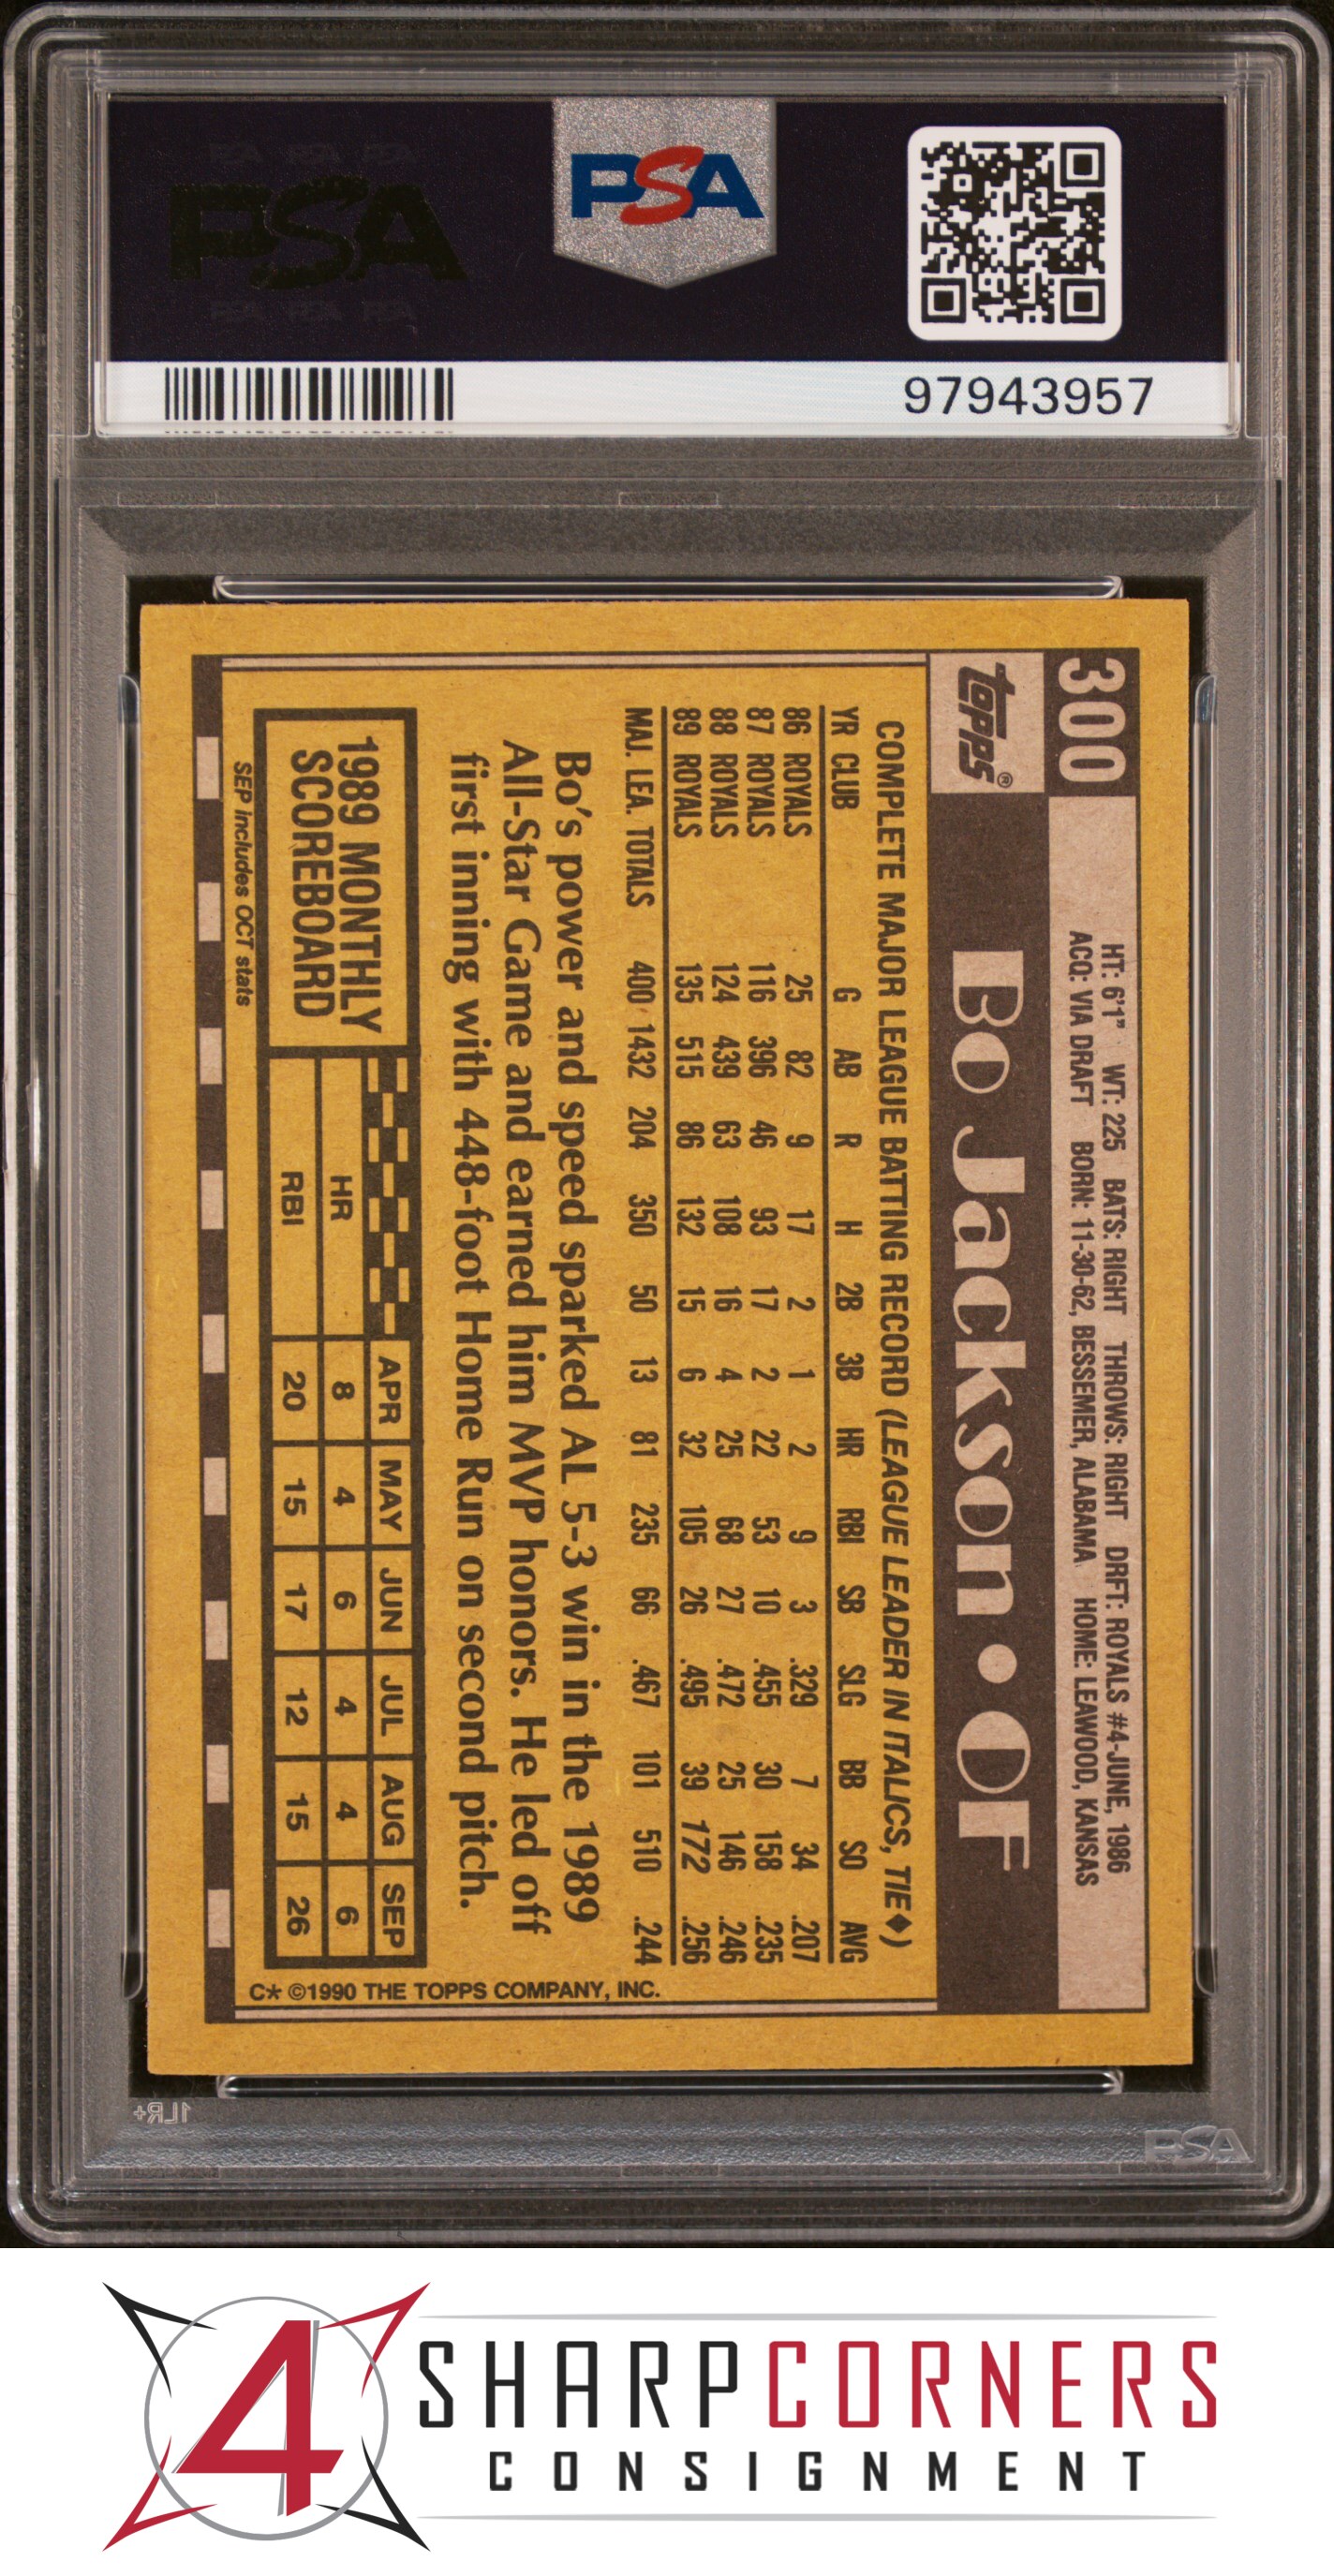 PSA PSA PSA
PSA
PSA PSA PSA
PSA
97943957
300
topps®
HT: 6'1" WT: 225 BATS: RIGHT THROWS: RIGHT DRFT: ROYALS #4-JUNE, 1986
ACQ: VIA DRAFT BORN: 11-30-62, BESSEMER, ALABAMA HOME: LEAWOOD, KANSAS
Bo Jackson • OF
COMPLETE MAJOR LEAGUE BATTING RECORD (LEAGUE LEADER IN ITALICS, TIE♦)
YR CLUB G AB R H 2B 3B HR RBI SB SLG BB SO AVG
86 ROYALS 25 82 9 17 2 1 2 9 3 .329 7 34 .207
87 ROYALS 116 396 46 93 17 2 22 53 10 .455 30 158 .235
88 ROYALS 124 439 63 108 16 4 25 68 27 .472 25 146 .246
89 ROYALS 135 515 86 132 15 6 32 105 26 .495 39 172 .256
MAJ. LEA. TOTALS 400 1432 204 350 50 13 81 235 66 .467 101 510 .244
Bo's power and speed sparked AL 5-3 win in the 1989
All-Star Game and earned him MVP honors. He led off
first inning with 448-foot Home Run on second pitch.
1989 MONTHLY
SCOREBOARD
APR MAY JUN JUL AUG SEP
HR 8 4 6 4 4 6
RBI 20 15 17 12 15 26
SEP includes OCT stats
C* ©1990 THE TOPPS COMPANY, INC.
1LR+
PSA
4
SHARPCORNERS
CONSIGNMENT